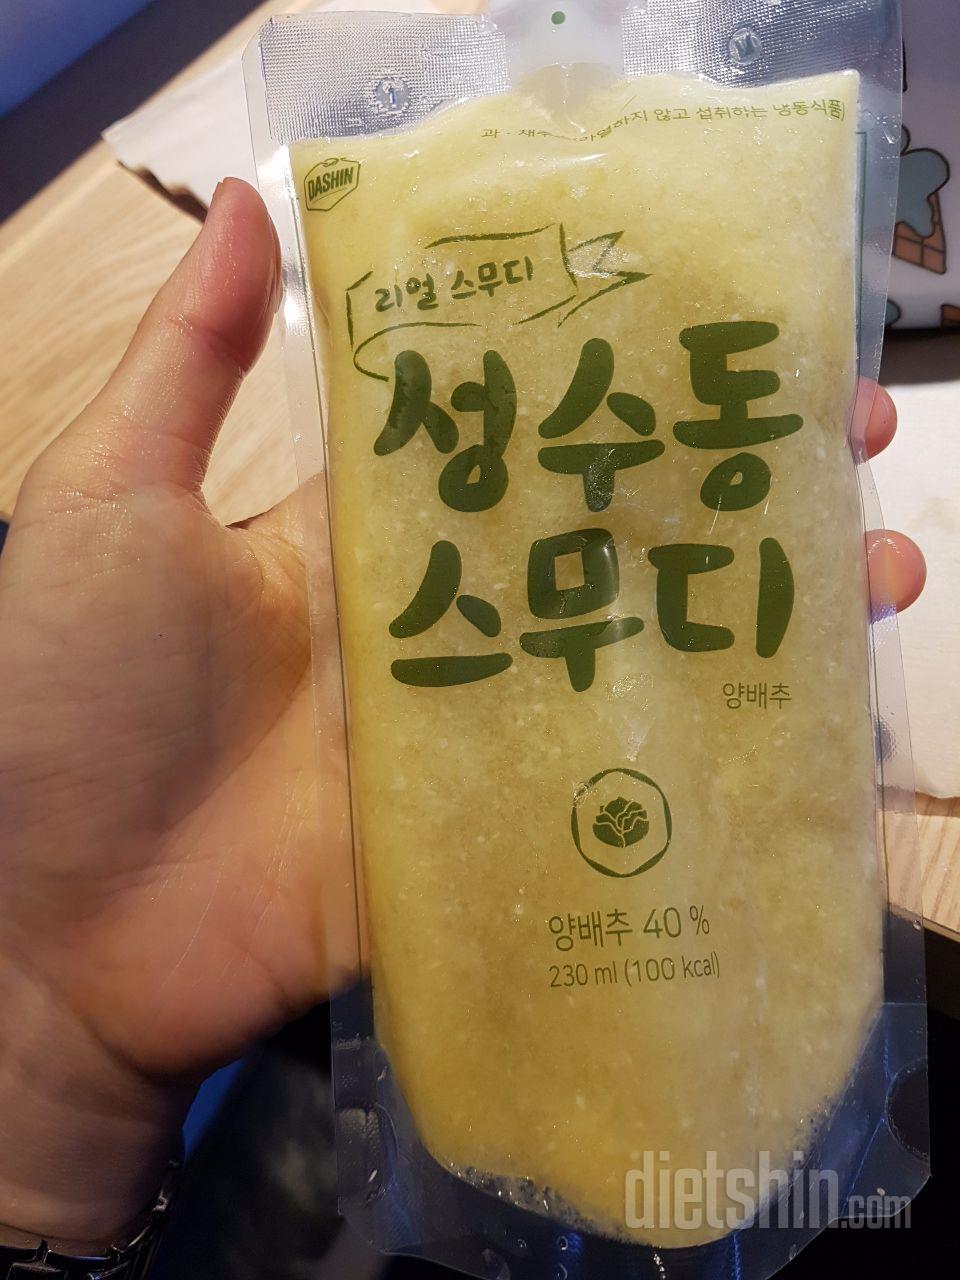 과·채주
가열하지 않고 섭취하는 냉동식품)
DASHIN
리얼 스무디
성수동
스무디
양배추
양배추 40 %
230 ml (100 kcal)
dietshin.com